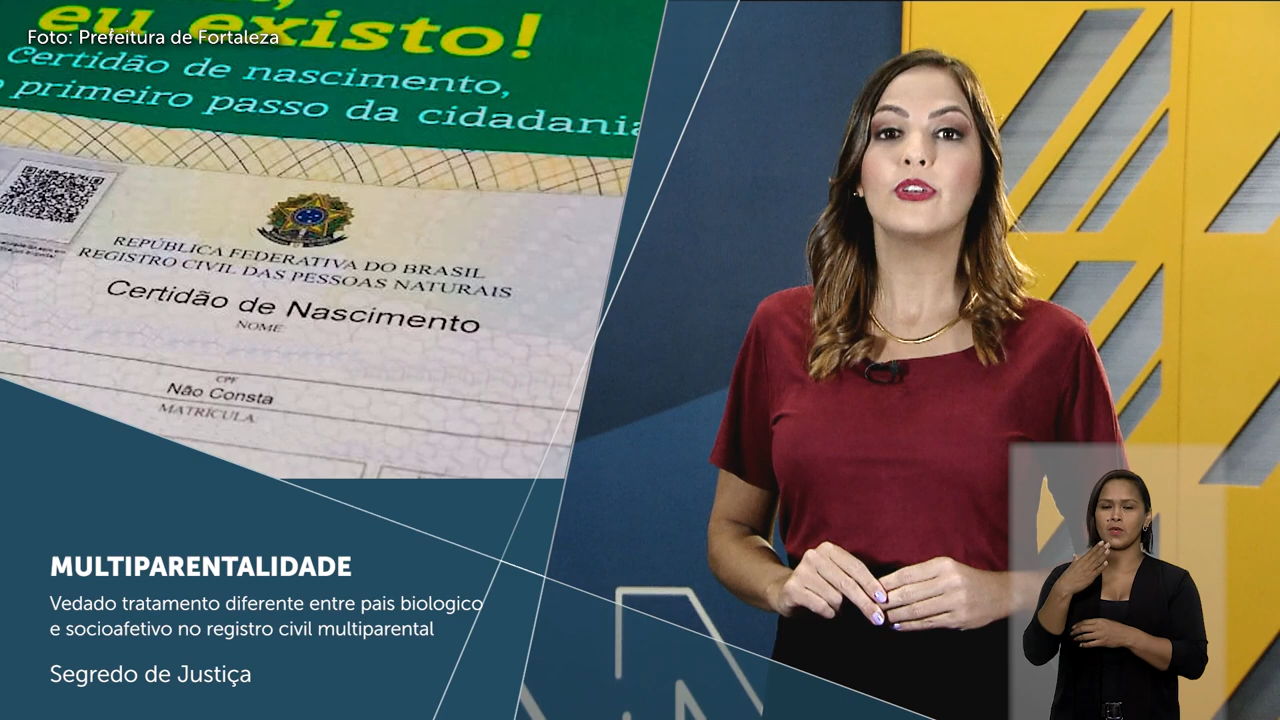 Foto: Prefeitura de Fortaleza
eu existo!
Certidão de nascimento,
primeiro passo da cidadania
REPÚBLICA FEDERATIVA DO BRASIL
REGISTRO CIVIL DAS PESSOAS NATURAIS
Certidão de Nascimento
NOME
CPF
Não Consta
MATRÍCULA
MULTIPARENTALIDADE
Vedado tratamento diferente entre pais biologico
e socioafetivo no registro civil multiparental
Segredo de Justiça